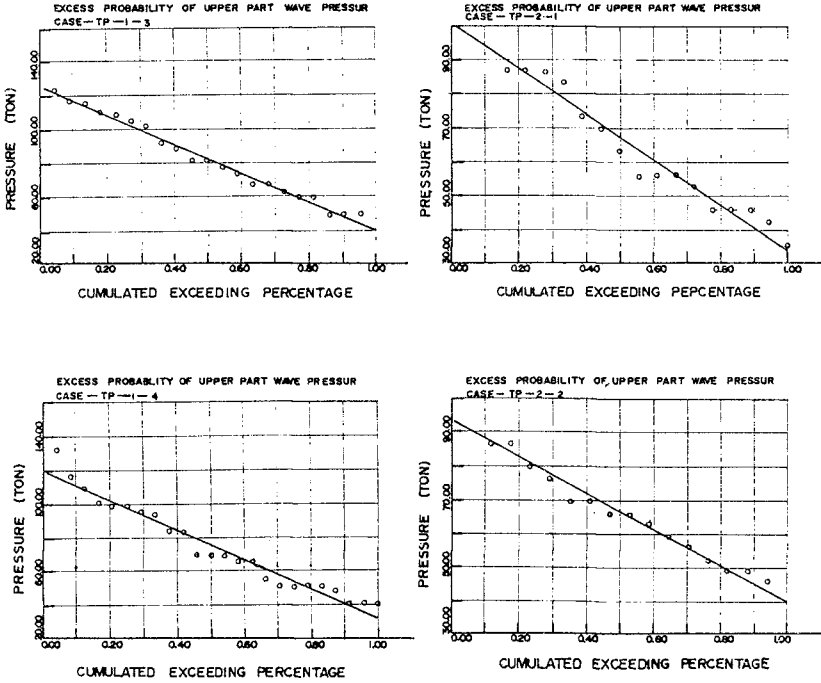 EXCESS PROBABILITY OF UPPER PART WAVE PRESSUR
CASE-TP-1-3
PRESSURE (TON)
140.00
100.00
60.00
20.00
0.00 0.20 0.40 0.60 0.80 1.00
CUMULATED EXCEEDING PERCENTAGE
EXCESS PROBABILITY OF UPPER PART WAVE PRESSUR
CASE-TP-2-1
PRESSURE (TON)
90.00
70.00
50.00
30.00
0.00 0.20 0.40 0.60 0.80 1.00
CUMULATED EXCEEDING PEPCENTAGE
EXCESS PROBABLITY OF UPPER PART WAVE PRESSUR
CASE-TP-1-4
PRESSURE (TON)
140.00
100.00
60.00
20.00
0.00 0.20 0.40 0.60 0.80 1.00
CUMULATED EXCEEDING PERCENTAGE
EXCESS PROBABILITY OF UPPER PART WAVE PRESSUR
CASE-TP-2-2
PRESSURE (TON)
90.00
70.00
50.00
30.00
0.00 0.20 0.40 0.60 0.80 1.00
CUMULATED EXCEEDING PERCENTAGE